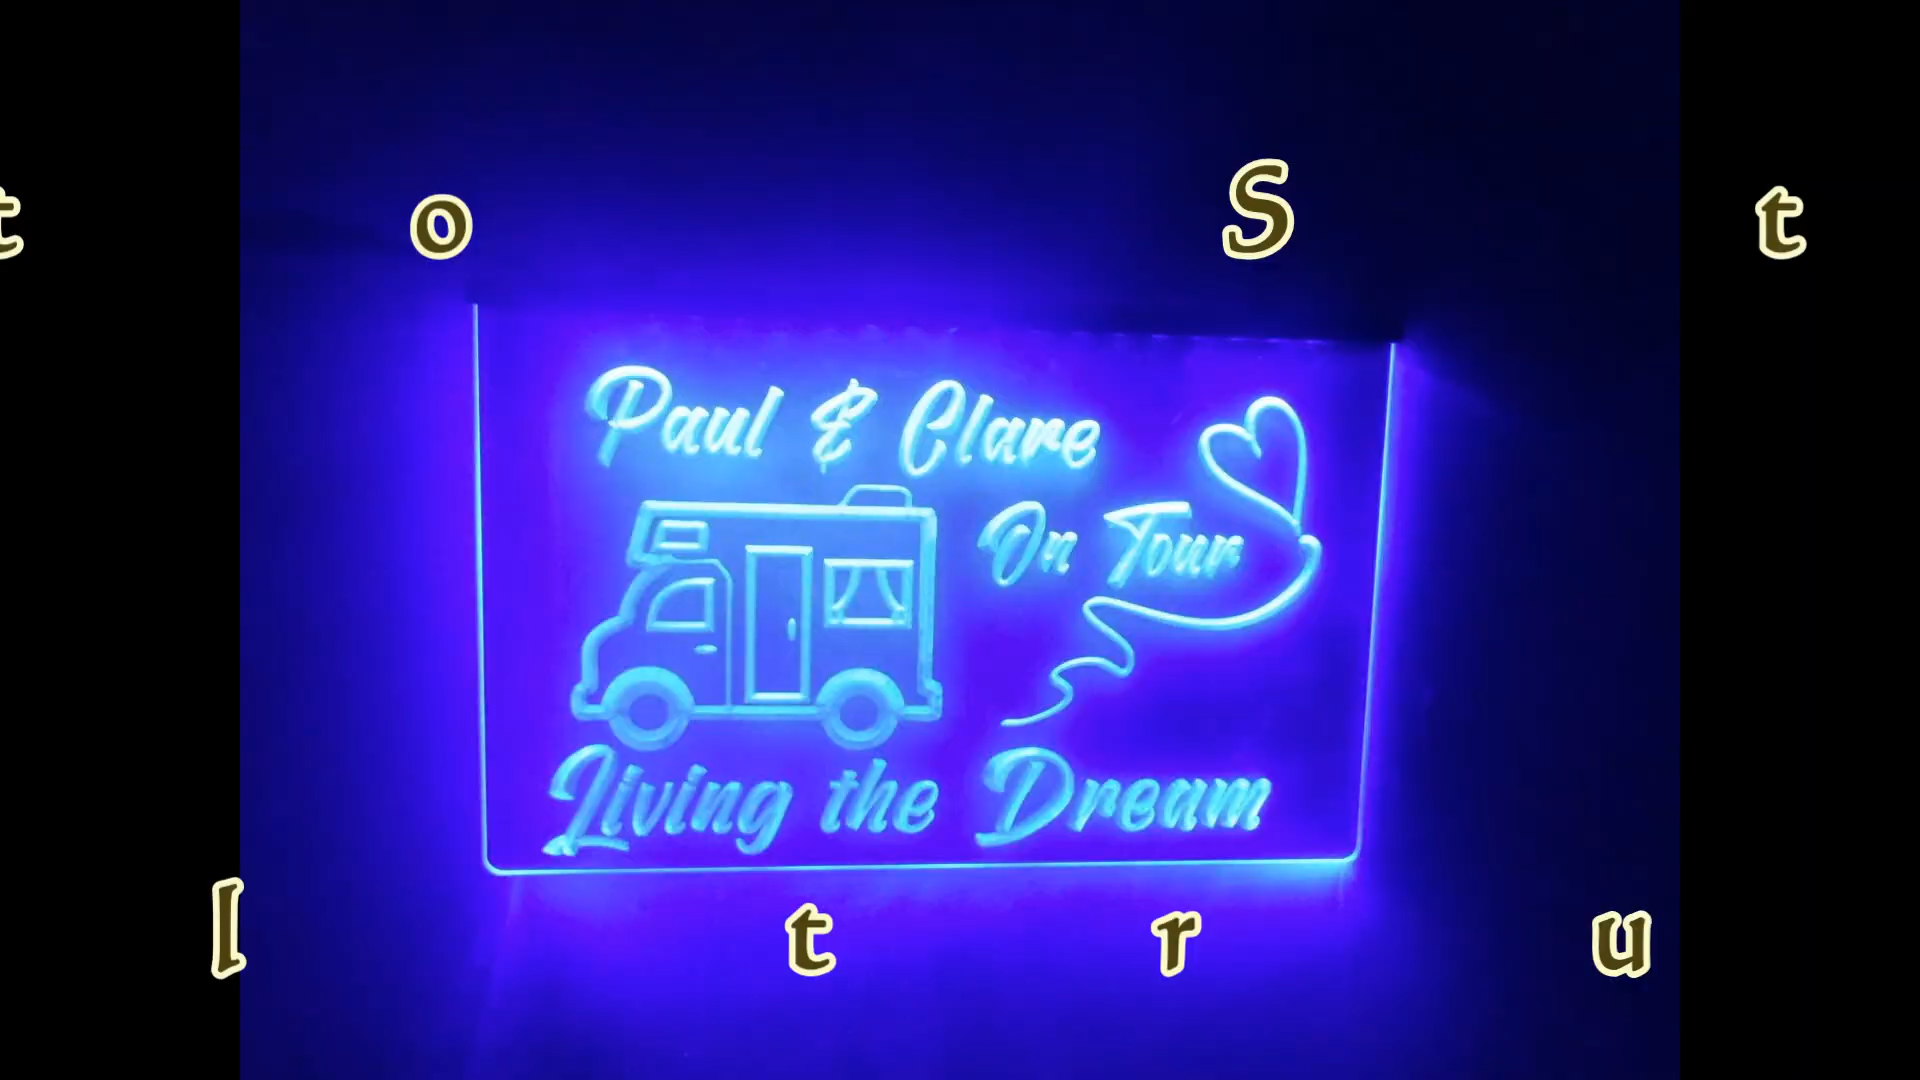 t o S t
Paul & Clare
On Tour
Living the Dream
l t r u